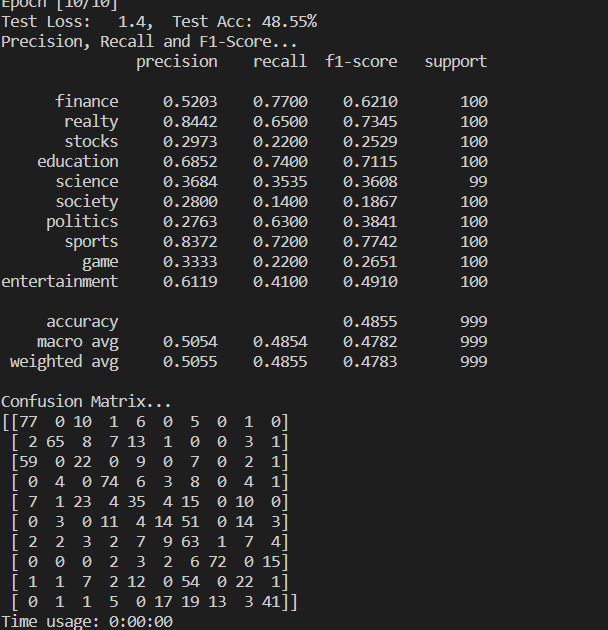 Epoch [10/10]
Test Loss:   1.4,  Test Acc: 48.55%
Precision, Recall and F1-Score...
               precision    recall  f1-score   support

      finance     0.5203    0.7700    0.6210       100
       realty     0.8442    0.6500    0.7345       100
       stocks     0.2973    0.2200    0.2529       100
    education     0.6852    0.7400    0.7115       100
      science     0.3684    0.3535    0.3608        99
      society     0.2800    0.1400    0.1867       100
     politics     0.2763    0.6300    0.3841       100
       sports     0.8372    0.7200    0.7742       100
         game     0.3333    0.2200    0.2651       100
entertainment     0.6119    0.4100    0.4910       100

     accuracy                         0.4855       999
    macro avg     0.5054    0.4854    0.4782       999
 weighted avg     0.5055    0.4855    0.4783       999

Confusion Matrix...
[[77  0 10  1  6  0  5  0  1  0]
 [ 2 65  8  7 13  1  0  0  3  1]
 [59  0 22  0  9  0  7  0  2  1]
 [ 0  4  0 74  6  3  8  0  4  1]
 [ 7  1 23  4 35  4 15  0 10  0]
 [ 0  3  0 11  4 14 51  0 14  3]
 [ 2  2  3  2  7  9 63  1  7  4]
 [ 0  0  0  2  3  2  6 72  0 15]
 [ 1  1  7  2 12  0 54  0 22  1]
 [ 0  1  1  5  0 17 19 13  3 41]]
Time usage: 0:00:00